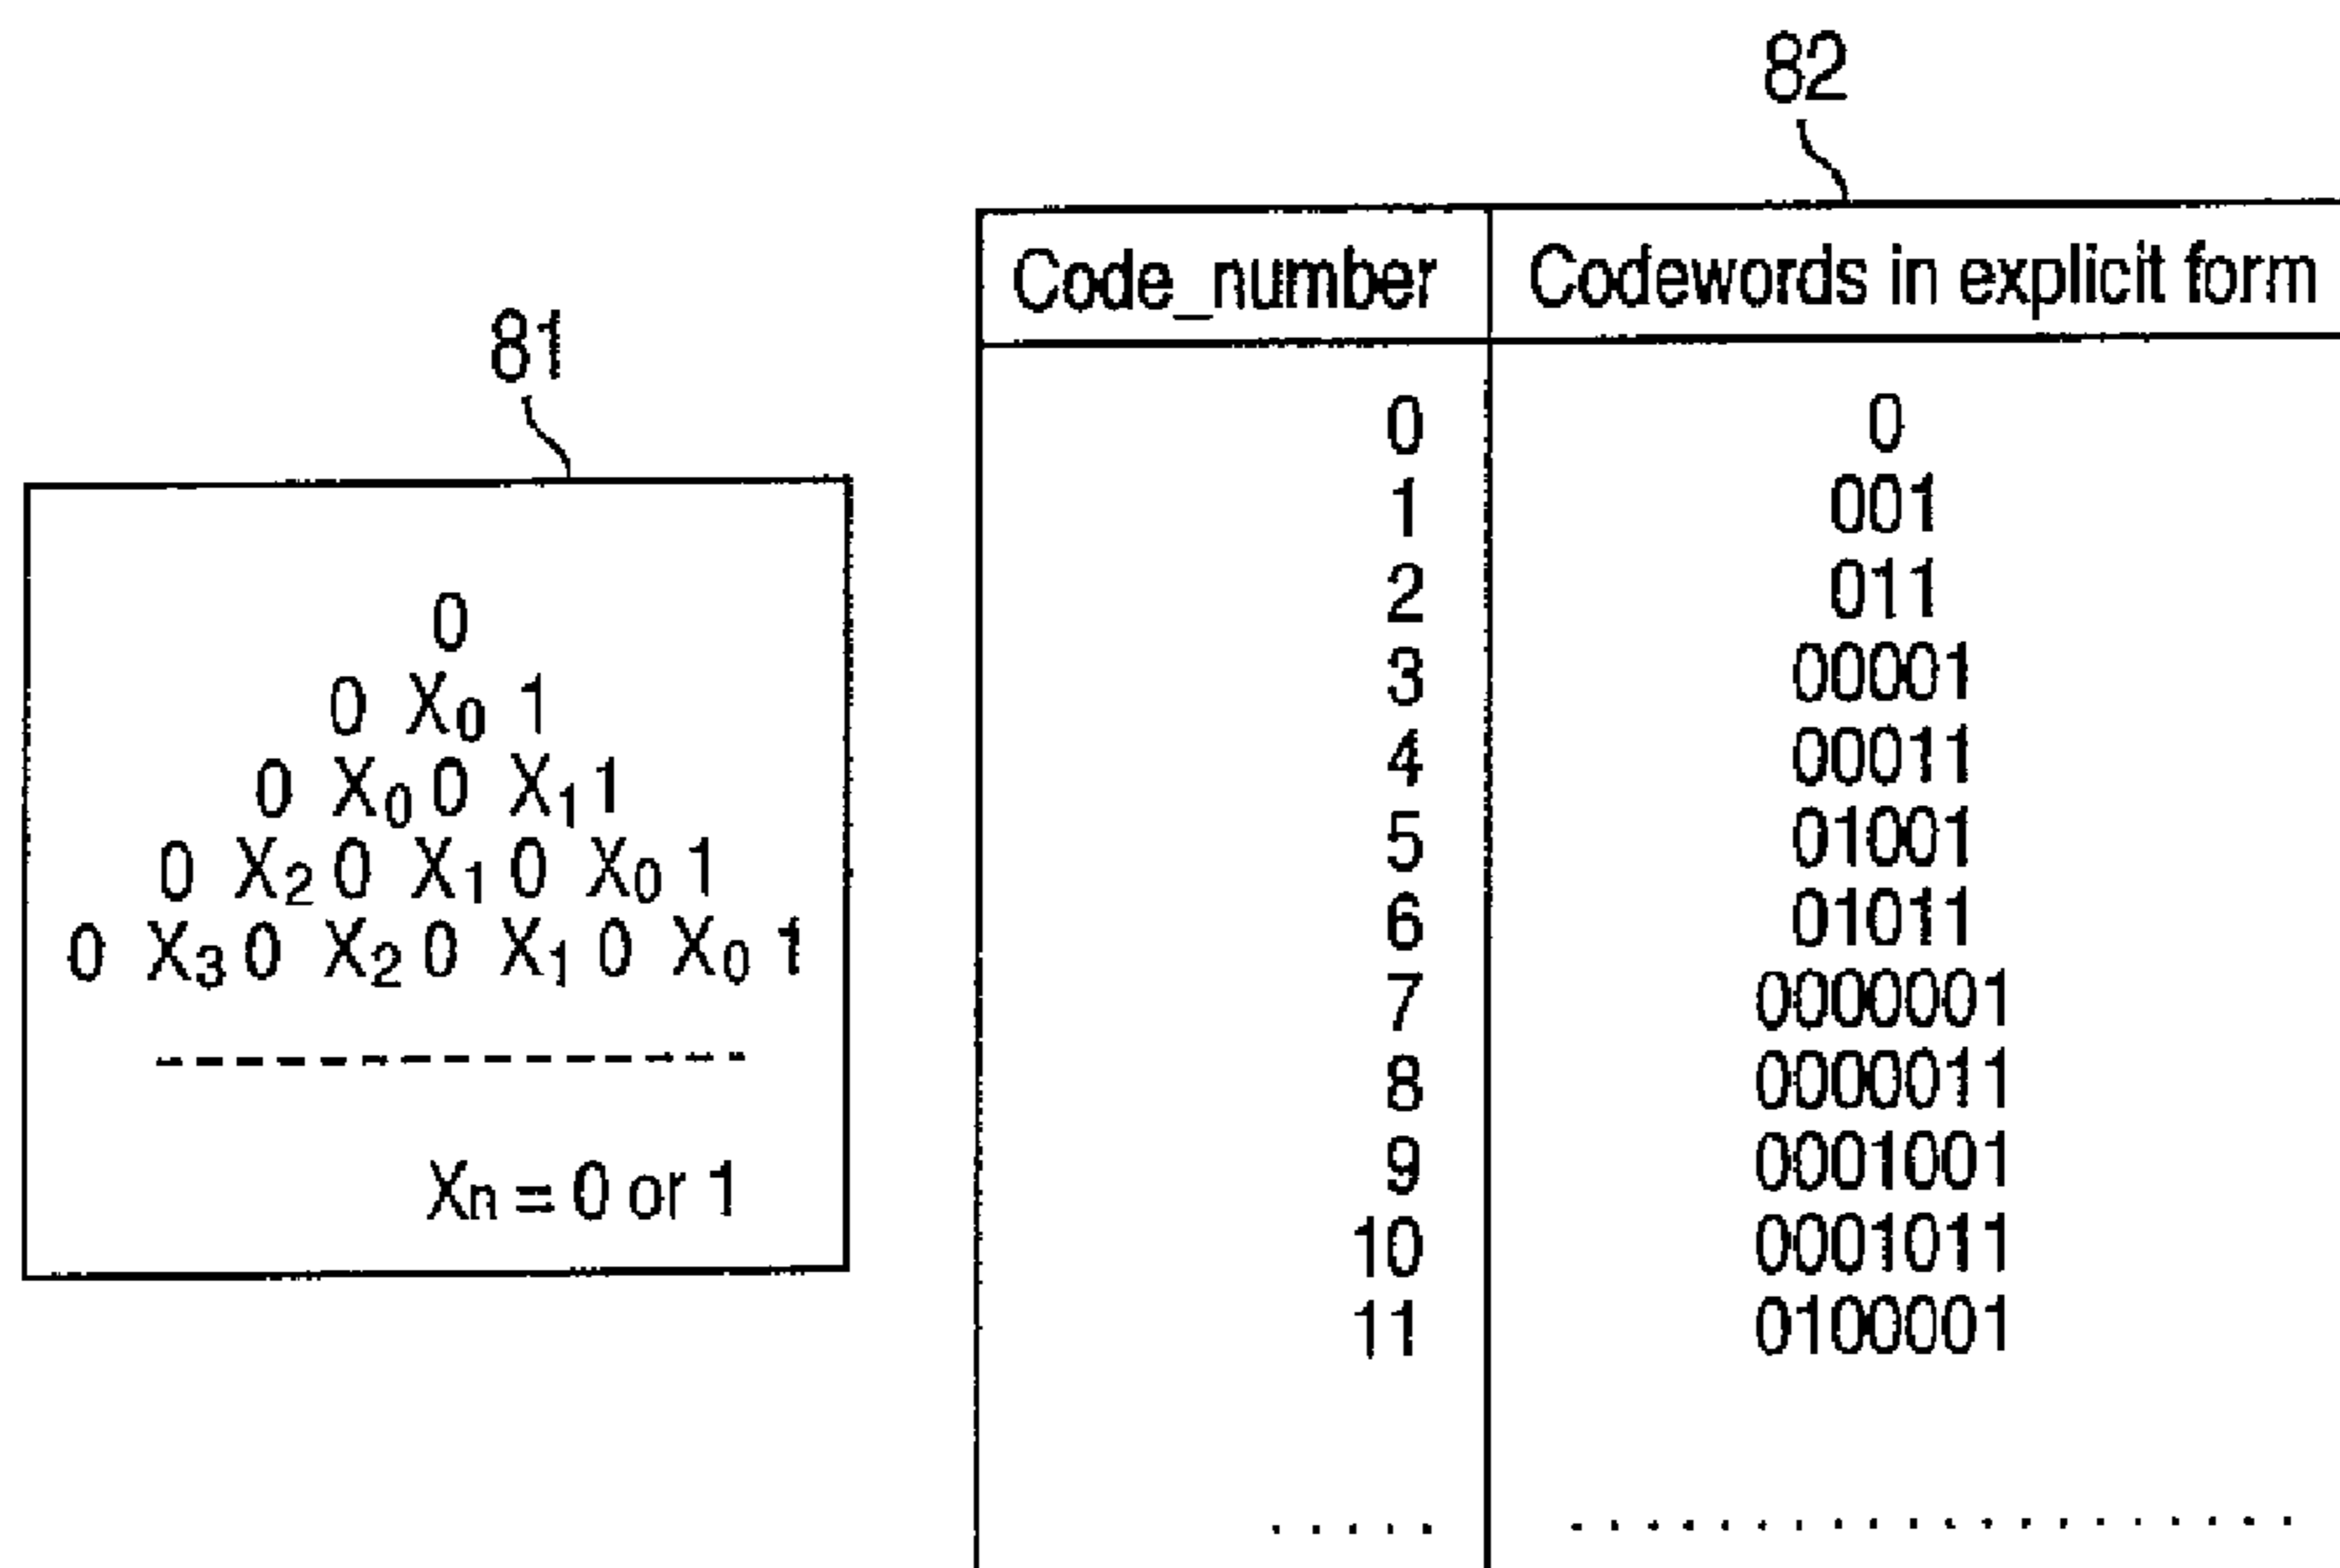 81
0
0 X₀ 1
0 X₀ 0 X₁ 1
0 X₂ 0 X₁ 0 X₀ 1
0 X₃ 0 X₂ 0 X₁ 0 X₀ 1
Xn = 0 or 1
82
Code_number Codewords in explicit form
0 0
1 001
2 011
3 00001
4 00011
5 01001
6 01011
7 0000001
8 0000011
9 0001001
10 0001011
11 0100001
..... ....................